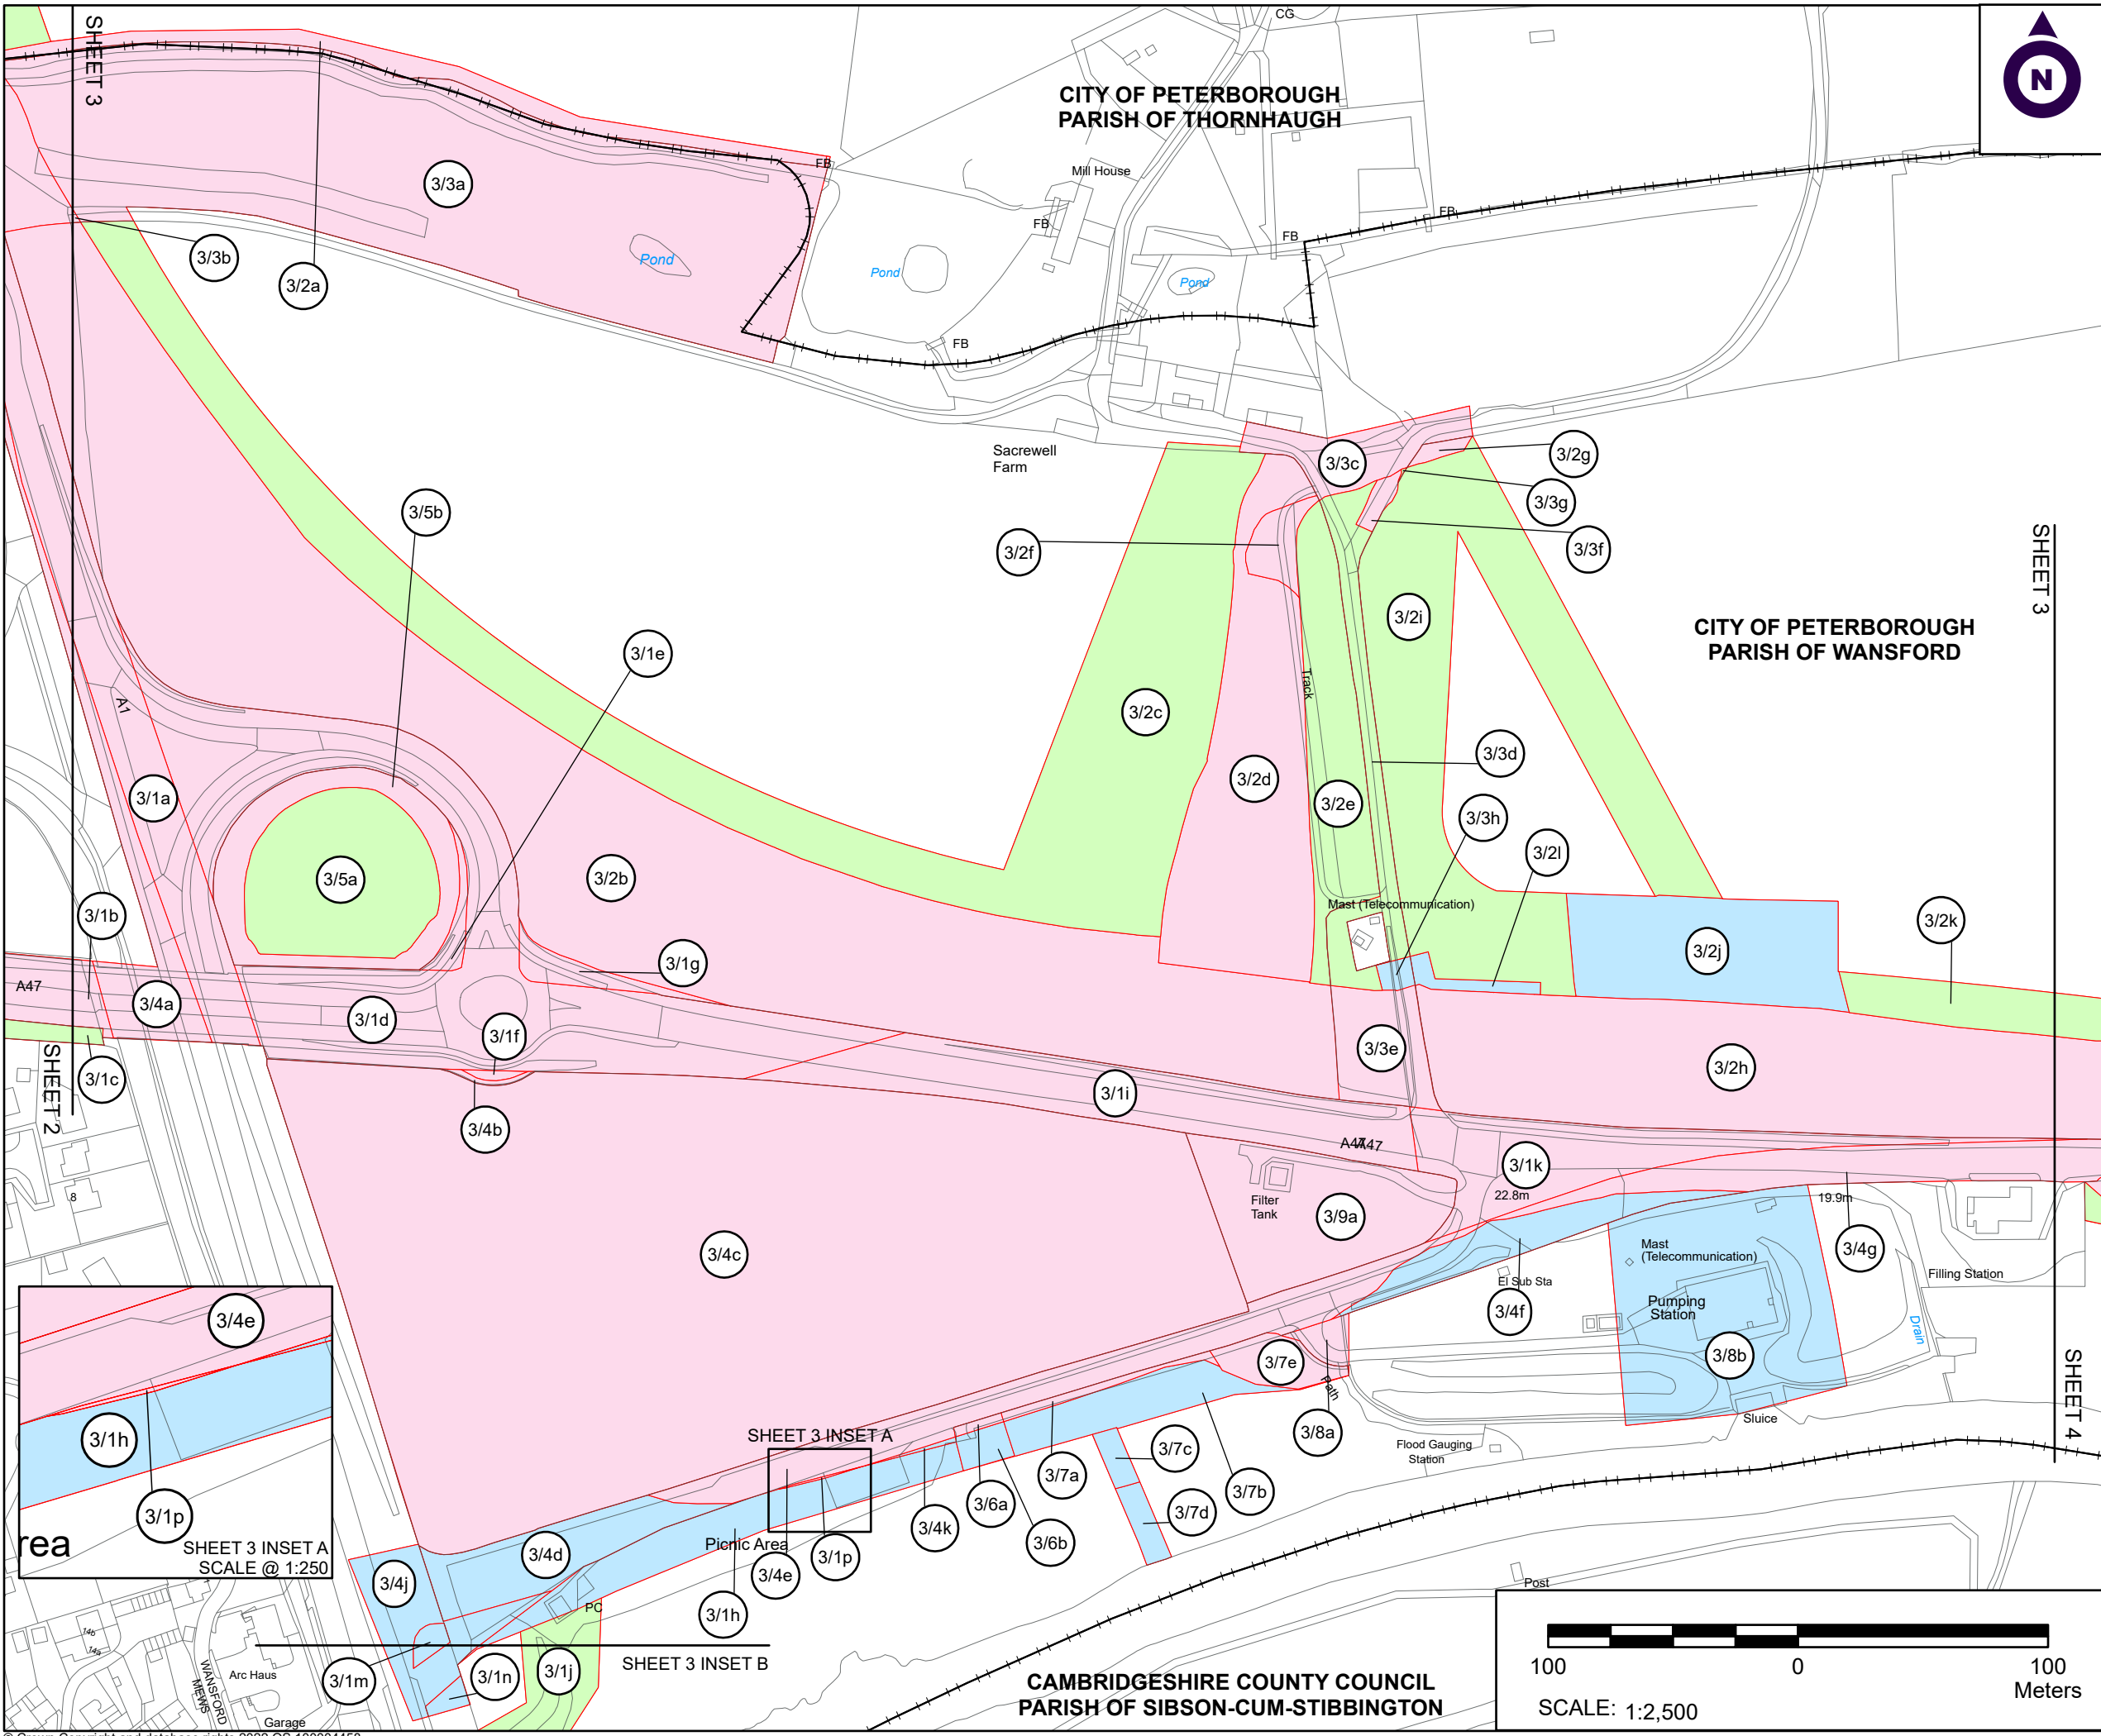 SHEET 3
CG
N
CITY OF PETERBOROUGH
PARISH OF THORNHAUGH
FB
Mill House
3/3a
FB
FB
FB
3/3b
3/2a
Pond
Pond
Pond
FB
Sacrewell
Farm
3/3c
3/2g
3/3g
3/5b
3/2f
3/3f
SHEET 3
3/2i
CITY OF PETERBOROUGH
PARISH OF WANSFORD
3/1e
Track
A1
3/2c
3/3d
3/2d
3/1a
3/2e
3/3h
3/2l
3/5a
3/2b
3/1b
Mast (Telecommunication)
3/2k
3/2j
3/1g
A47
3/4a
3/1d
3/1f
3/3e
3/2h
SHEET 2
3/1c
3/1i
3/4b
A47
A47
3/1k
8
22.8m
19.9m
Filter
Tank
3/9a
3/4c
Mast
(Telecommunication)
3/4g
Filling Station
El Sub Sta
3/4f
Pumping
Station
Drain
3/4e
3/8b
3/7e
Path
SHEET 4
3/1h
Sluice
SHEET 3 INSET A
3/8a
Flood Gauging
Station
3/7c
3/7a
3/7b
3/6a
3/7d
3/1p
3/4k
3/6b
rea
SHEET 3 INSET A
SCALE @ 1:250
3/4d
Picnic Area
3/1p
3/4e
3/4j
Post
3/1h
PC
14b
14a
SHEET 3 INSET B
WANSFORD
MEWS
Arc Haus
3/1m
3/1n
3/1j
Garage
CAMBRIDGESHIRE COUNTY COUNCIL
PARISH OF SIBSON-CUM-STIBBINGTON
100 0 100
Meters
SCALE: 1:2,500